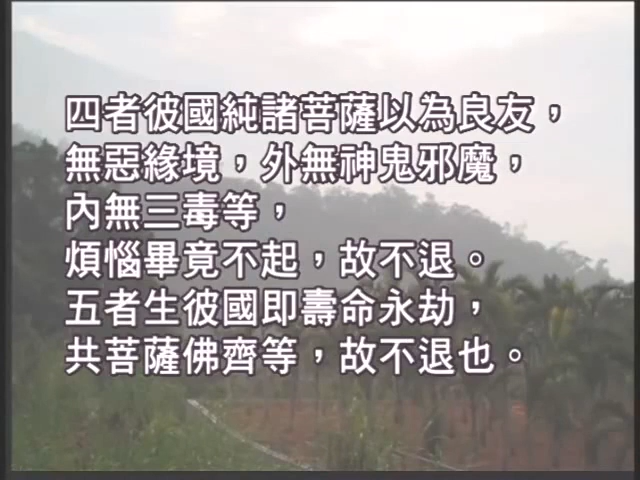 四者彼國純諸菩薩以為良友，
無惡緣境，外無神鬼邪魔，
內無三毒等，
煩惱畢竟不起，故不退。
五者生彼國即壽命永劫，
共菩薩佛齊等，故不退也。